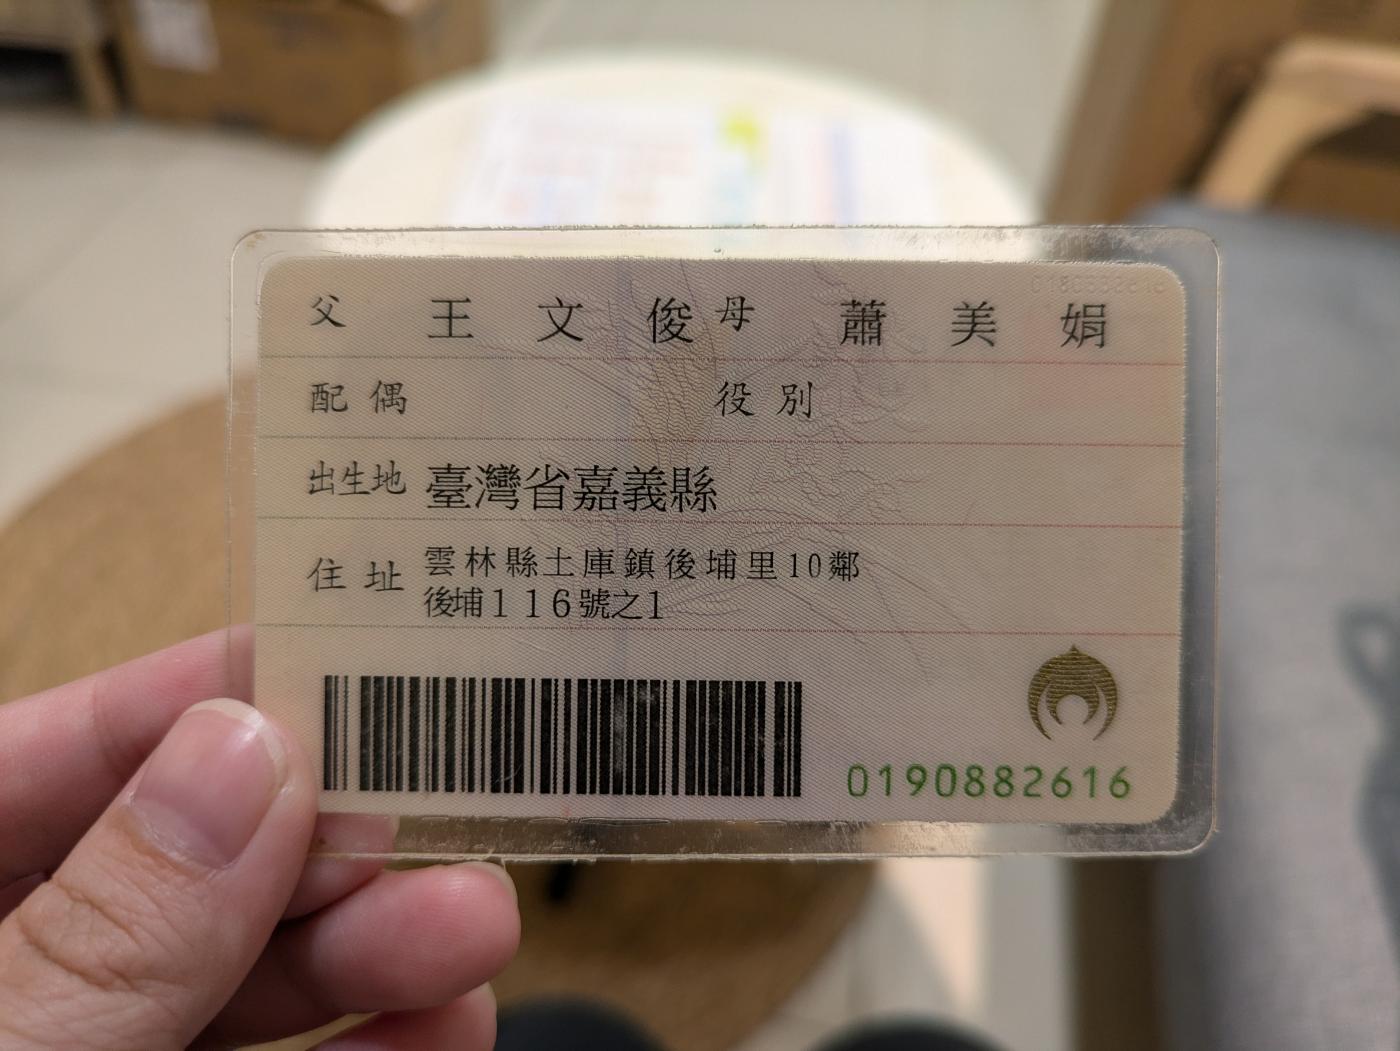 父 王文俊 母 蕭美娟
配偶 役別
出生地 臺灣省嘉義縣
住址 雲林縣土庫鎮後埔里10鄰
後埔116號之1
0190882616